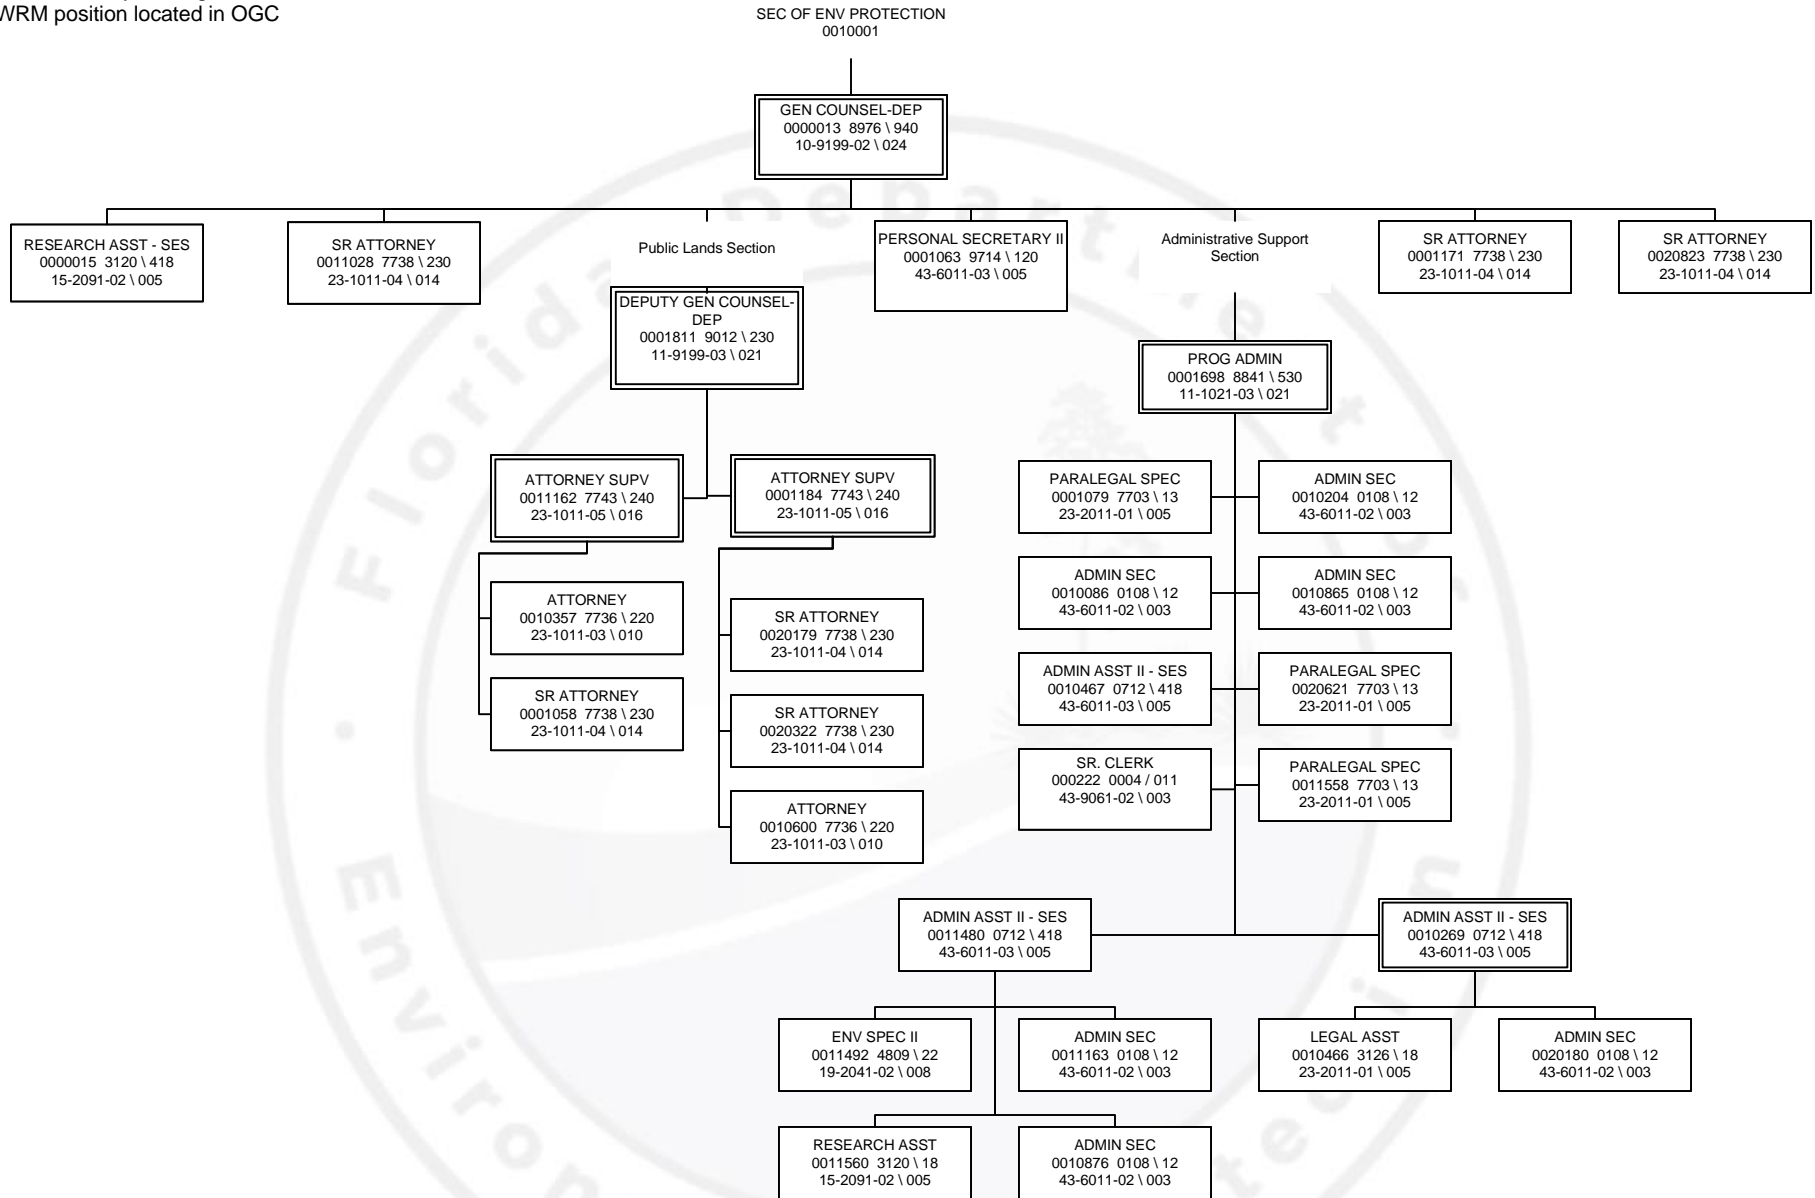 WRM position located in OGC
SEC OF ENV PROTECTION
0010001
GEN COUNSEL-DEP
0000013 8976 \ 940
10-9199-02 \ 024
RESEARCH ASST - SES
0000015 3120 \ 418
15-2091-02 \ 005
SR ATTORNEY
0011028 7738 \ 230
23-1011-04 \ 014
Public Lands Section
PERSONAL SECRETARY II
0001063 9714 \ 120
43-6011-03 \ 005
Administrative Support
Section
SR ATTORNEY
0001171 7738 \ 230
23-1011-04 \ 014
SR ATTORNEY
0020823 7738 \ 230
23-1011-04 \ 014
DEPUTY GEN COUNSEL-
DEP
0001811 9012 \ 230
11-9199-03 \ 021
PROG ADMIN
0001698 8841 \ 530
11-1021-03 \ 021
ATTORNEY SUPV
0011162 7743 \ 240
23-1011-05 \ 016
ATTORNEY SUPV
0001184 7743 \ 240
23-1011-05 \ 016
ATTORNEY
0010357 7736 \ 220
23-1011-03 \ 010
SR ATTORNEY
0001058 7738 \ 230
23-1011-04 \ 014
SR ATTORNEY
0020179 7738 \ 230
23-1011-04 \ 014
SR ATTORNEY
0020322 7738 \ 230
23-1011-04 \ 014
ATTORNEY
0010600 7736 \ 220
23-1011-03 \ 010
PARALEGAL SPEC
0001079 7703 \ 13
23-2011-01 \ 005
ADMIN SEC
0010204 0108 \ 12
43-6011-02 \ 003
ADMIN SEC
0010086 0108 \ 12
43-6011-02 \ 003
ADMIN SEC
0010865 0108 \ 12
43-6011-02 \ 003
ADMIN ASST II - SES
0010467 0712 \ 418
43-6011-03 \ 005
PARALEGAL SPEC
0020621 7703 \ 13
23-2011-01 \ 005
SR. CLERK
000222 0004 / 011
43-9061-02 \ 003
PARALEGAL SPEC
0011558 7703 \ 13
23-2011-01 \ 005
ADMIN ASST II - SES
0011480 0712 \ 418
43-6011-03 \ 005
ADMIN ASST II - SES
0010269 0712 \ 418
43-6011-03 \ 005
ENV SPEC II
0011492 4809 \ 22
19-2041-02 \ 008
ADMIN SEC
0011163 0108 \ 12
43-6011-02 \ 003
LEGAL ASST
0010466 3126 \ 18
23-2011-01 \ 005
ADMIN SEC
0020180 0108 \ 12
43-6011-02 \ 003
RESEARCH ASST
0011560 3120 \ 18
15-2091-02 \ 005
ADMIN SEC
0010876 0108 \ 12
43-6011-02 \ 003
Florida